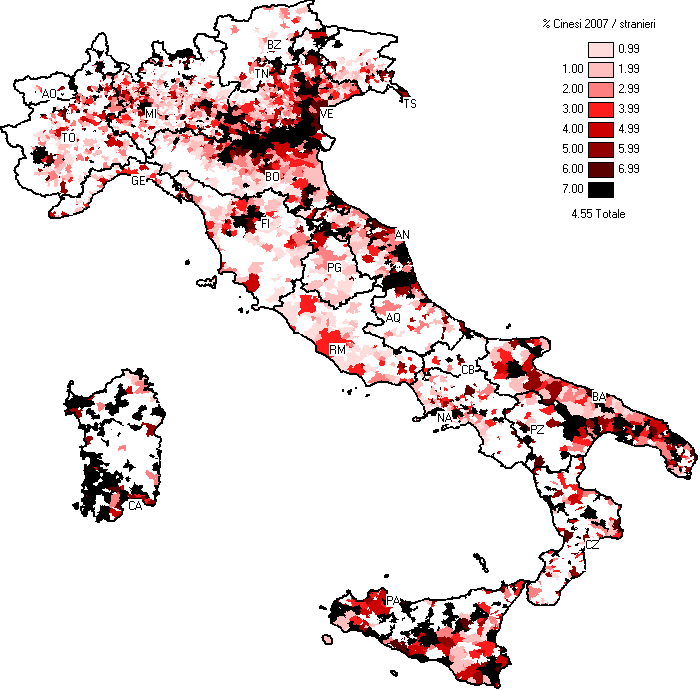 % Cinesi 2007 / stranieri
0.99
1.00 1.99
2.00 2.99
3.00 3.99
4.00 4.99
5.00 5.99
6.00 6.99
7.00
4.55 Totale
BZ
TN
AO
TS
MI
VE
TO
BO
GE
FI
AN
PG
AQ
RM
CB
BA
NA
PZ
CA
CZ
PA